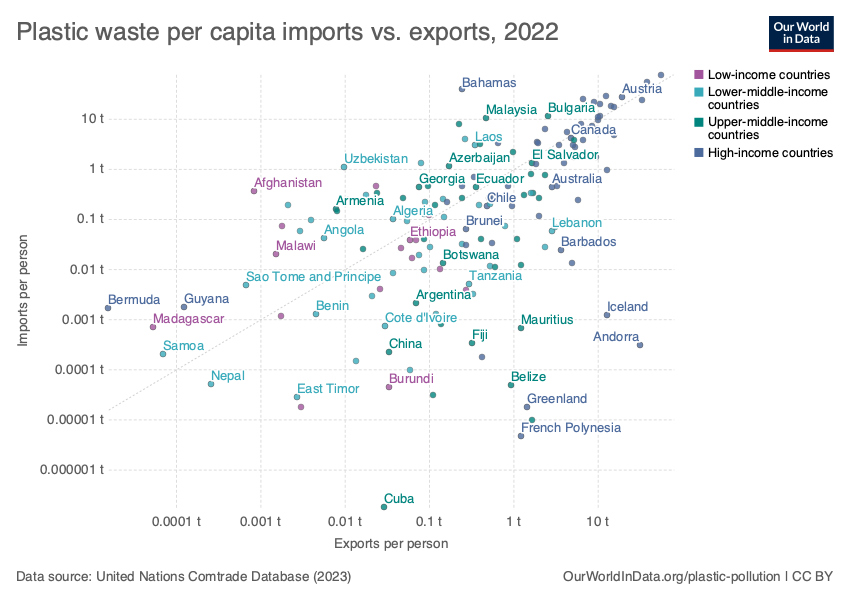 Plastic waste per capita imports vs. exports, 2022
Our World
in Data
Low-income countries
Lower-middle-income
countries
Upper-middle-income
countries
High-income countries
Bahamas
Austria
Malaysia
Bulgaria
10 t
Canada
Laos
Uzbekistan
Azerbaijan
El Salvador
1 t
Afghanistan
Georgia
Ecuador
Australia
Armenia
Chile
Algeria
0.1 t
Brunei
Lebanon
Angola
Ethiopia
Malawi
Barbados
Botswana
0.01 t
Sao Tome and Principe
Tanzania
Bermuda
Guyana
Benin
Argentina
Iceland
0.001 t
Madagascar
Cote d'Ivoire
Mauritius
Samoa
China
Fiji
Andorra
0.0001 t
Nepal
East Timor
Burundi
Belize
Greenland
0.00001 t
French Polynesia
0.000001 t
Cuba
Imports per person
0.0001 t
0.001 t
0.01 t
0.1 t
1 t
10 t
Exports per person
Data source: United Nations Comtrade Database (2023)
OurWorldInData.org/plastic-pollution | CC BY